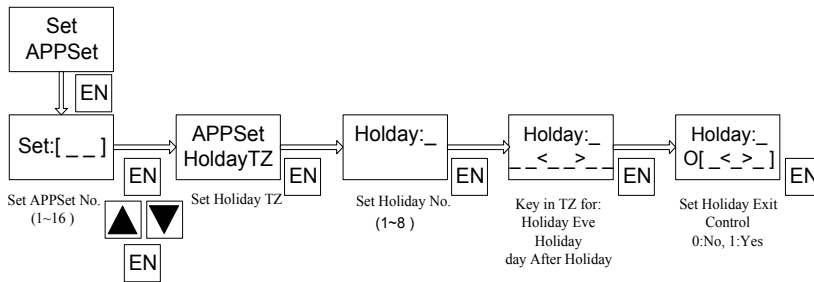 Set
APPSet
EN
Set:[ _ _ ]
EN
Set APPSet No.
(1~16 )
EN
APPSet
HoldayTZ
EN
Set Holiday TZ
Holday:_
EN
Set Holiday No.
(1~8 )
Holday:_
_ _<_ _>_ _
EN
Key in TZ for:
Holiday Eve
Holiday
day After Holiday
Holday:_
O[ _<_>_ ]
EN
Set Holiday Exit
Control
0:No, 1:Yes